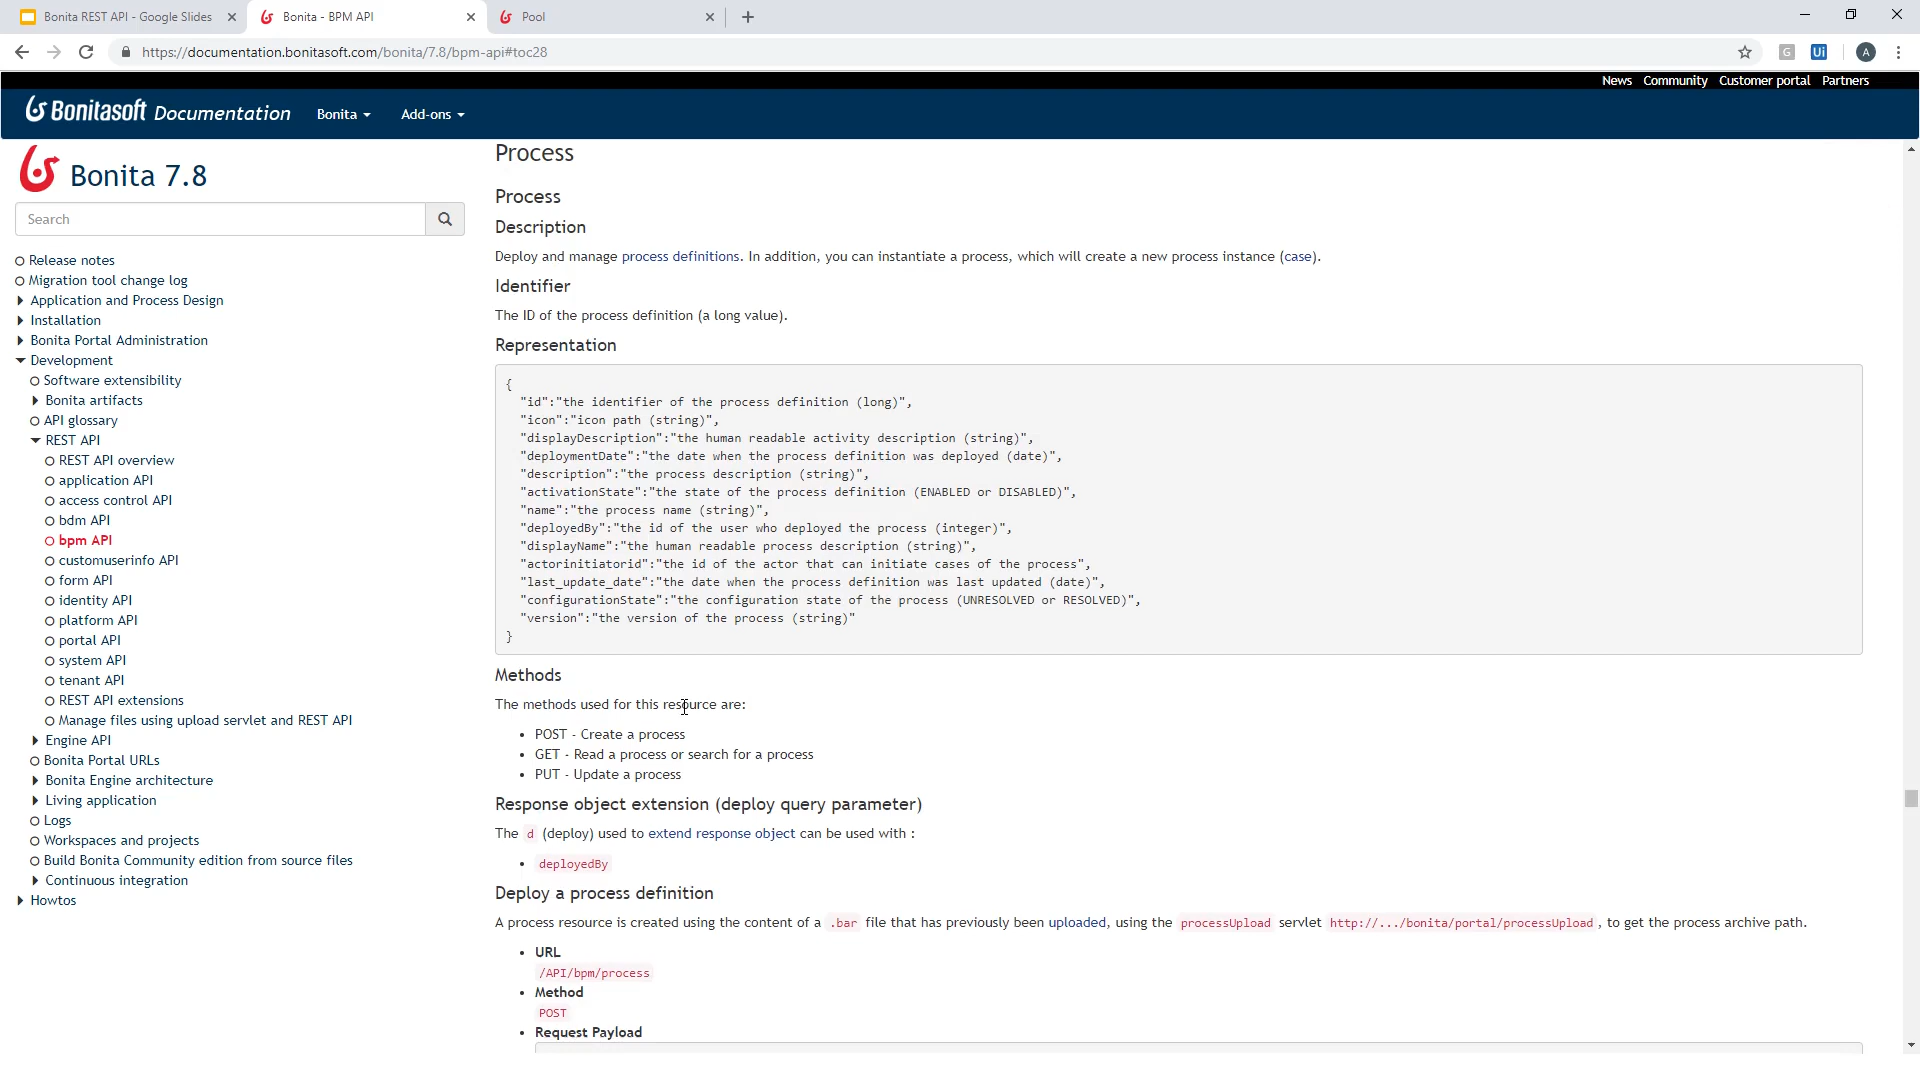 Bonita REST API - Google Slides
Bonita - BPM API
Pool
https://documentation.bonitasoft.com/bonita/7.8/bpm-api#toc28
G
Ui
A
News Community Customer portal Partners
Bonitasoft Documentation Bonita Add-ons
Bonita 7.8
Search
Release notes
Migration tool change log
Application and Process Design
Installation
Bonita Portal Administration
Development
Software extensibility
Bonita artifacts
API glossary
REST API
REST API overview
application API
access control API
bdm API
bpm API
customuserinfo API
form API
identity API
platform API
portal API
system API
tenant API
REST API extensions
Manage files using upload servlet and REST API
Engine API
Bonita Portal URLs
Bonita Engine architecture
Living application
Logs
Workspaces and projects
Build Bonita Community edition from source files
Continuous integration
Howtos
Process
Process
Description
Deploy and manage process definitions. In addition, you can instantiate a process, which will create a new process instance (case).
Identifier
The ID of the process definition (a long value).
Representation
{
"id":"the identifier of the process definition (long)",
"icon":"icon path (string)",
"displayDescription":"the human readable activity description (string)",
"deploymentDate":"the date when the process definition was deployed (date)",
"description":"the process description (string)",
"activationState":"the state of the process definition (ENABLED or DISABLED)",
"name":"the process name (string)",
"deployedBy":"the id of the user who deployed the process (integer)",
"displayName":"the human readable process description (string)",
"actorinitiatorid":"the id of the actor that can initiate cases of the process",
"last_update_date":"the date when the process definition was last updated (date)",
"configurationState":"the configuration state of the process (UNRESOLVED or RESOLVED)",
"version":"the version of the process (string)"
}
Methods
The methods used for this resource are:
• POST - Create a process
• GET - Read a process or search for a process
• PUT - Update a process
Response object extension (deploy query parameter)
The d (deploy) used to extend response object can be used with :
• deployedBy
Deploy a process definition
A process resource is created using the content of a .bar file that has previously been uploaded, using the processUpload servlet http://.../bonita/portal/processUpload , to get the process archive path.
• URL
/API/bpm/process
• Method
POST
• Request Payload